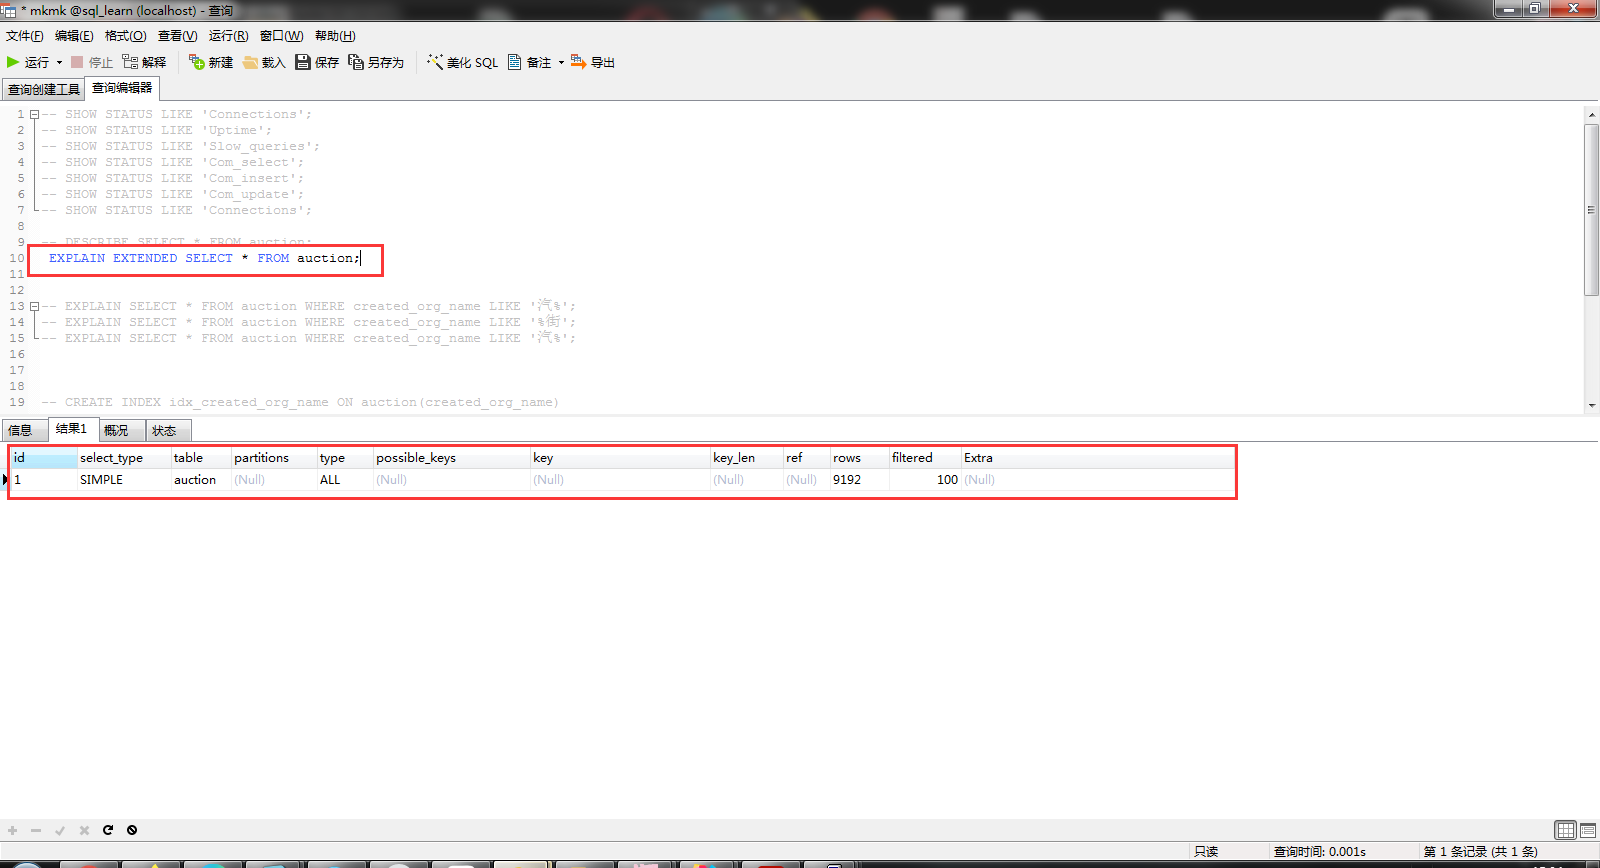 * mkmk @sql_learn (localhost) - 查询
文件(F) 编辑(E) 格式(O) 查看(V) 运行(R) 窗口(W) 帮助(H)
运行 停止 解释 新建 载入 保存 另存为 美化 SQL 备注 导出
查询创建工具 查询编辑器
1 -- SHOW STATUS LIKE 'Connections';
2 -- SHOW STATUS LIKE 'Uptime';
3 -- SHOW STATUS LIKE 'Slow_queries';
4 -- SHOW STATUS LIKE 'Com_select';
5 -- SHOW STATUS LIKE 'Com_insert';
6 -- SHOW STATUS LIKE 'Com_update';
7 -- SHOW STATUS LIKE 'Connections';
8
9 -- DESCRIBE SELECT * FROM auction;
10 EXPLAIN EXTENDED SELECT * FROM auction;
11
12
13 -- EXPLAIN SELECT * FROM auction WHERE created_org_name LIKE '汽%';
14 -- EXPLAIN SELECT * FROM auction WHERE created_org_name LIKE '%街';
15 -- EXPLAIN SELECT * FROM auction WHERE created_org_name LIKE '汽%';
16
17
18
19 -- CREATE INDEX idx_created_org_name ON auction(created_org_name)
信息 结果1 概况 状态
id select_type table partitions type possible_keys key key_len ref rows filtered Extra
1 SIMPLE auction (Null) ALL (Null) (Null) (Null) (Null) 9192 100 (Null)
只读 查询时间: 0.001s 第 1 条记录 (共 1 条)